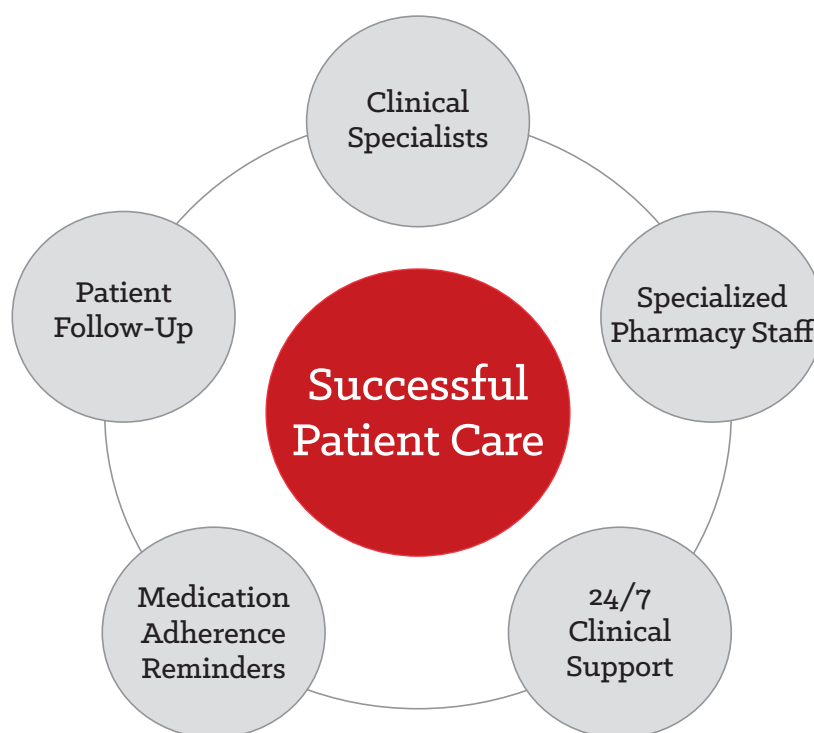 Clinical
Specialists
Specialized
Pharmacy Staff
24/7
Clinical
Support
Medication
Adherence
Reminders
Patient
Follow-Up
Successful
Patient Care